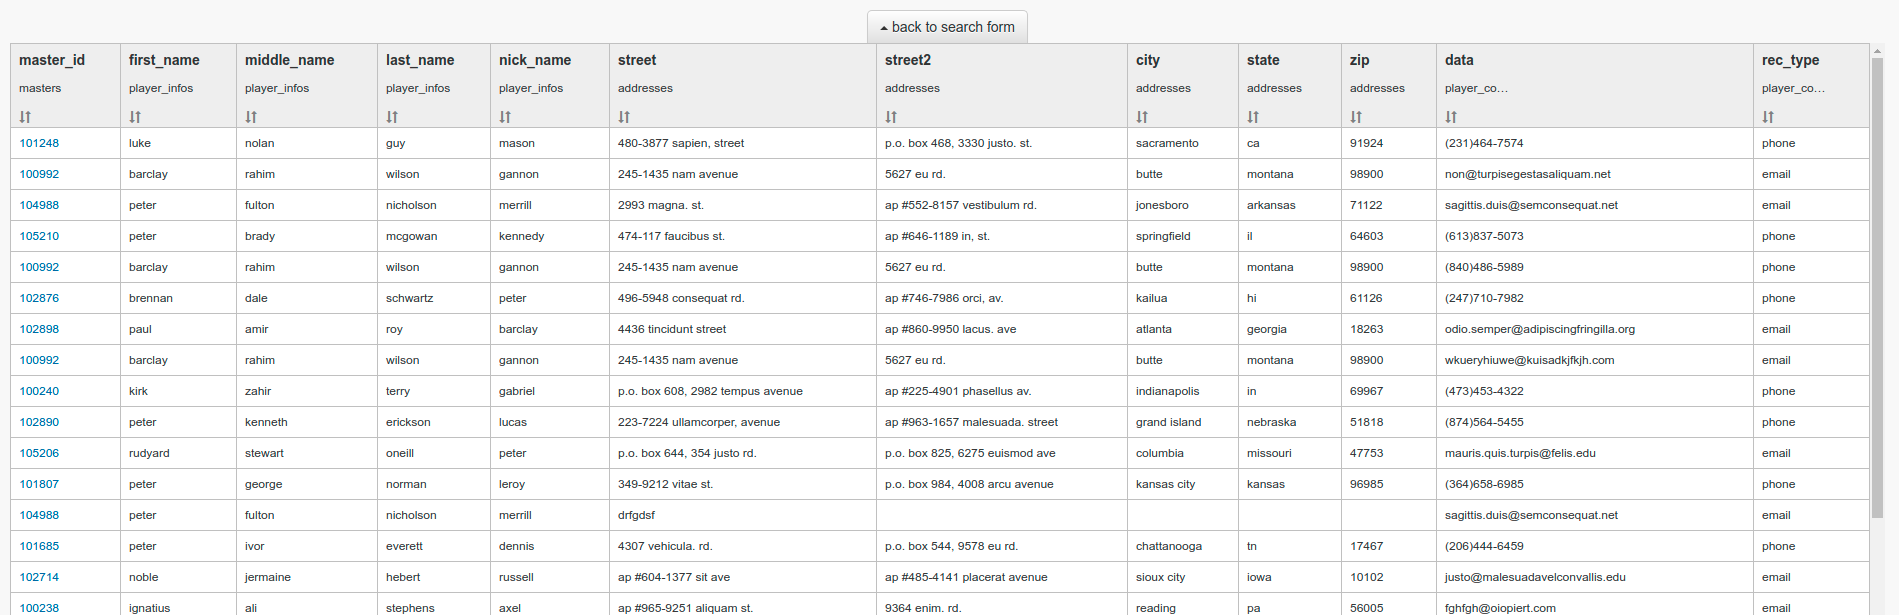 back to search form
master_id first_name middle_name last_name nick_name street street2 city state zip data rec_type
masters player_infos player_infos player_infos player_infos addresses addresses addresses addresses addresses player_co… player_co…
101248 luke nolan guy mason 480-3877 sapien, street p.o. box 468, 3330 justo. st. sacramento ca 91924 (231)464-7574 phone
100992 barclay rahim wilson gannon 245-1435 nam avenue 5627 eu rd. butte montana 98900 non@turpisegestasaliquam.net email
104988 peter fulton nicholson merrill 2993 magna. st. ap #552-8157 vestibulum rd. jonesboro arkansas 71122 sagittis.duis@semconsequat.net email
105210 peter brady mcgowan kennedy 474-117 faucibus st. ap #646-1189 in, st. springfield il 64603 (613)837-5073 phone
100992 barclay rahim wilson gannon 245-1435 nam avenue 5627 eu rd. butte montana 98900 (840)486-5989 phone
102876 brennan dale schwartz peter 496-5948 consequat rd. ap #746-7986 orci, av. kailua hi 61126 (247)710-7982 phone
102898 paul amir roy barclay 4436 tincidunt street ap #860-9950 lacus. ave atlanta georgia 18263 odio.semper@adipiscingfringilla.org email
100992 barclay rahim wilson gannon 245-1435 nam avenue 5627 eu rd. butte montana 98900 wkueryhiuwe@kuisadkjfkjh.com email
100240 kirk zahir terry gabriel p.o. box 608, 2982 tempus avenue ap #225-4901 phasellus av. indianapolis in 69967 (473)453-4322 phone
102890 peter kenneth erickson lucas 223-7224 ullamcorper, avenue ap #963-1657 malesuada. street grand island nebraska 51818 (874)564-5455 phone
105206 rudyard stewart oneill peter p.o. box 644, 354 justo rd. p.o. box 825, 6275 euismod ave columbia missouri 47753 mauris.quis.turpis@felis.edu email
101807 peter george norman leroy 349-9212 vitae st. p.o. box 984, 4008 arcu avenue kansas city kansas 96985 (364)658-6985 phone
104988 peter fulton nicholson merrill drfgdsf sagittis.duis@semconsequat.net email
101685 peter ivor everett dennis 4307 vehicula. rd. p.o. box 544, 9578 eu rd. chattanooga tn 17467 (206)444-6459 phone
102714 noble jermaine hebert russell ap #604-1377 sit ave ap #485-4141 placerat avenue sioux city iowa 10102 justo@malesuadavelconvallis.edu email
100238 ignatius ali stephens axel ap #965-9251 aliquam st. 9364 enim. rd. reading pa 56005 fghfgh@oiopiert.com email